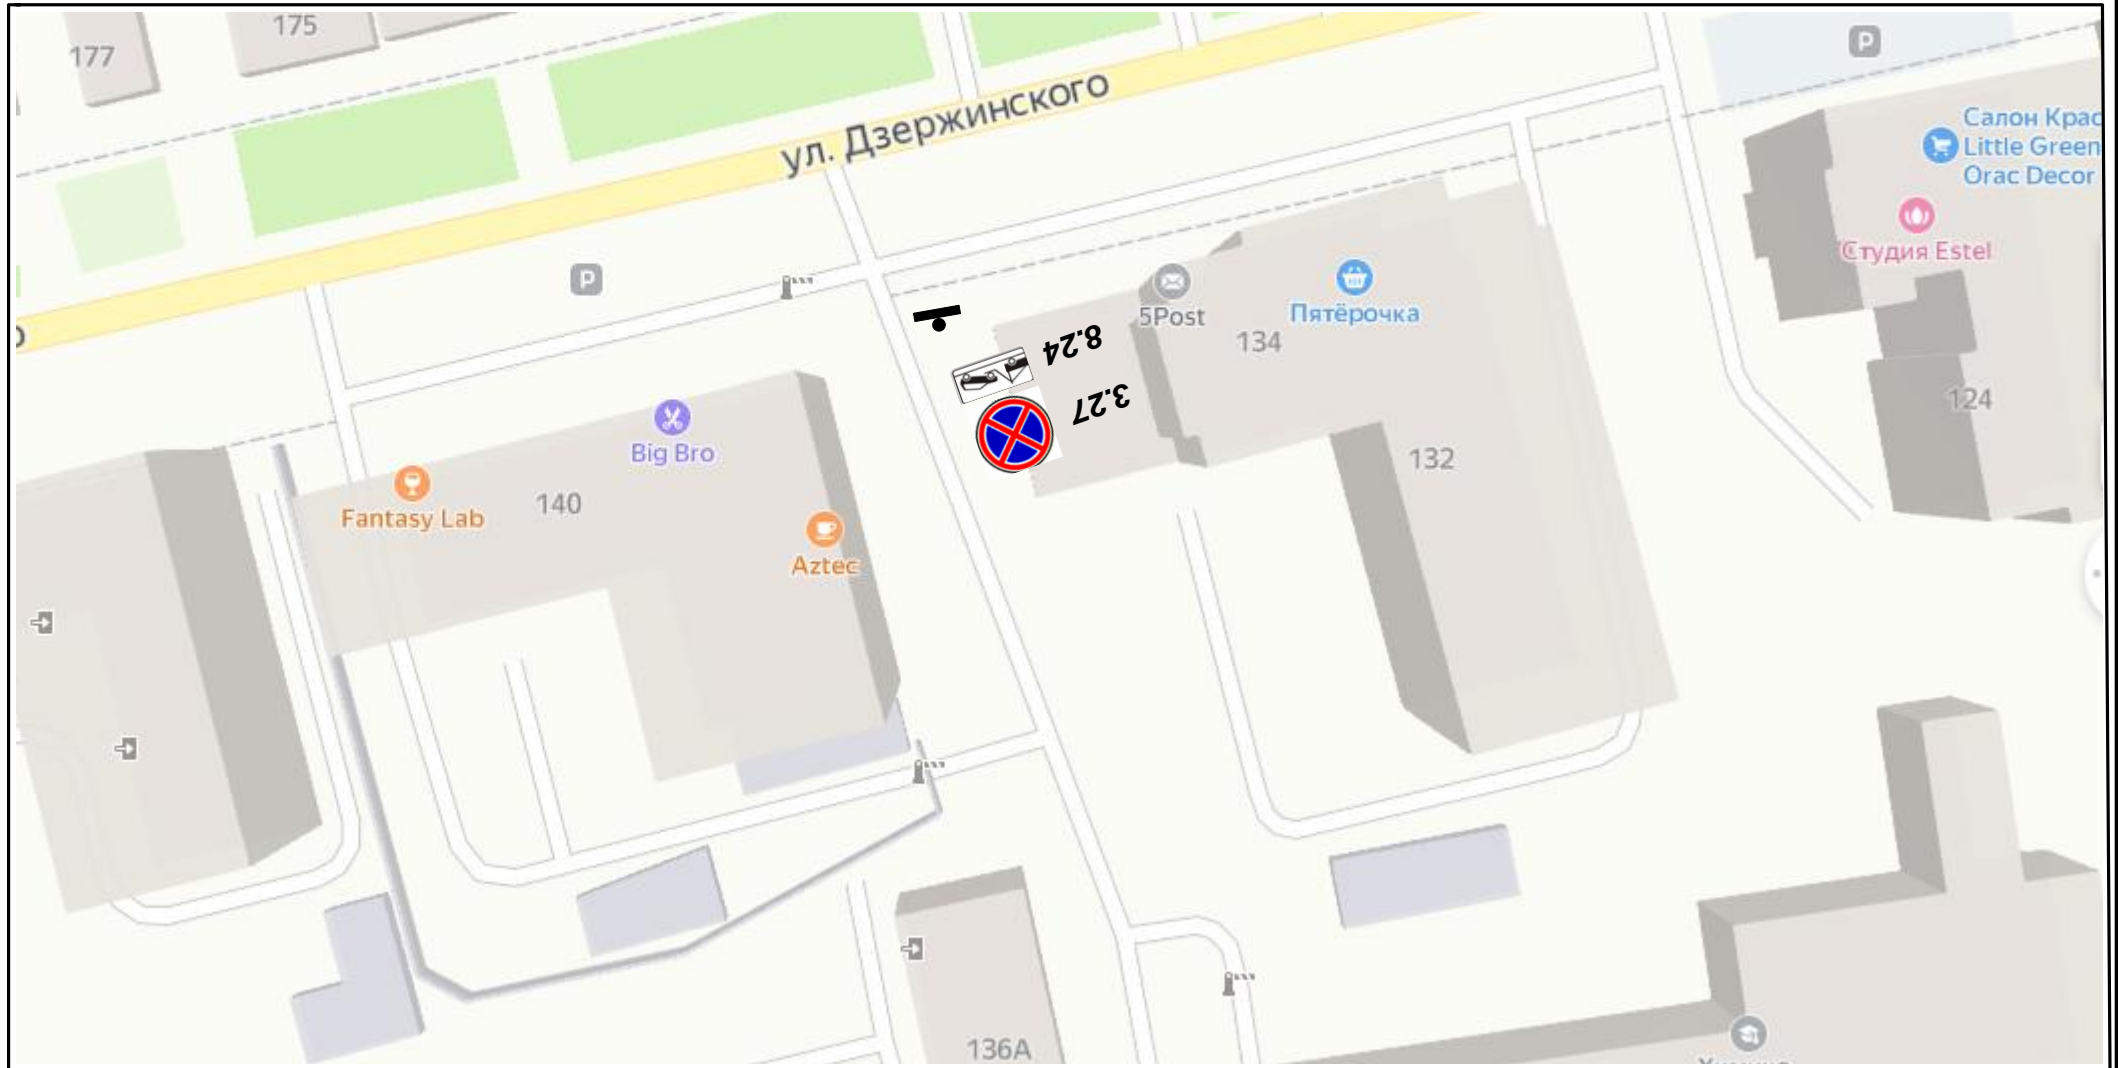 175
177
P
ул. Дзержинского
Салон Крас
Little Green
Orac Decor
Студия Estel
P
5Post
Пятёрочка
134
8.24
3.27
124
132
Big Bro
140
Fantasy Lab
Aztec
136А